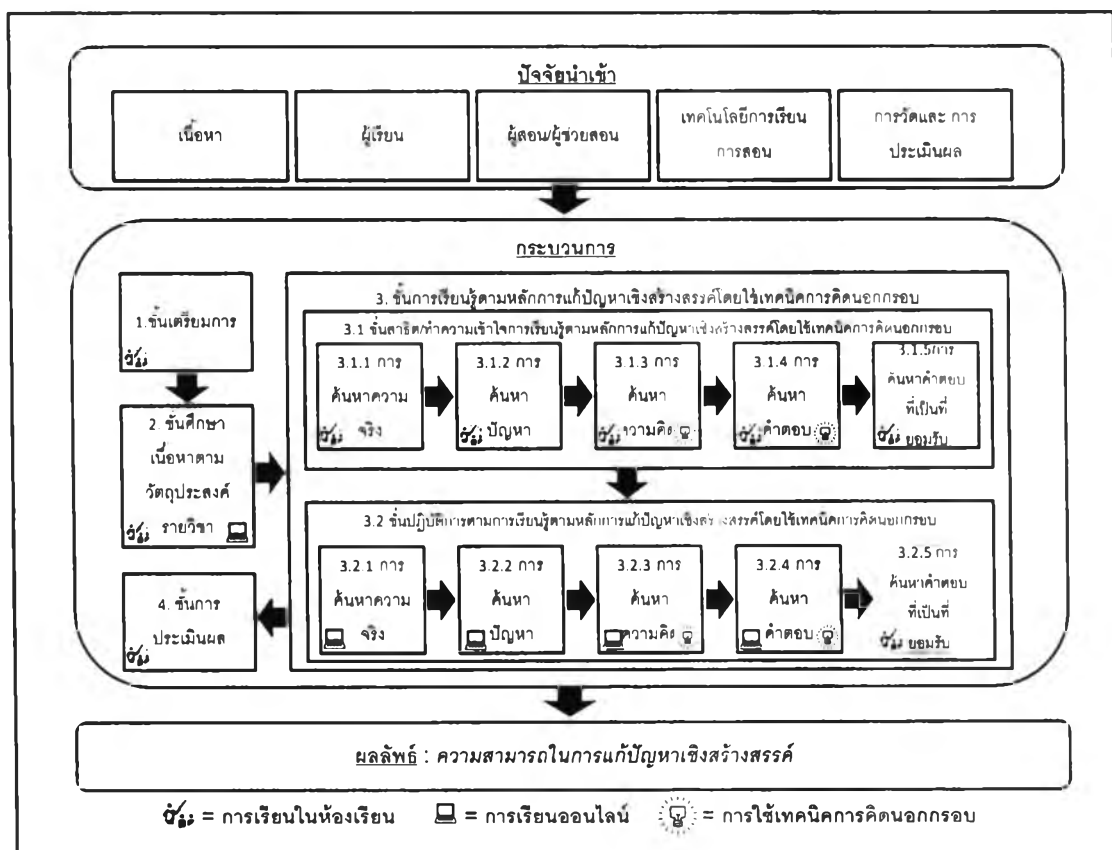 ปัจจัยนำเข้า
เนื้อหา
ผู้เรียน
ผู้สอน/ผู้ช่วยสอน
เทคโนโลยีการเรียน
การสอน
การวัดและ การ
ประเมินผล
กระบวนการ
1.ขั้นเตรียมการ
2. ขั้นศึกษา
เนื้อหาตาม
วัตถุประสงค์
รายวิชา
4. ขั้นการ
ประเมินผล
3. ขั้นการเรียนรู้ตามหลักการแก้ปัญหาเชิงสร้างสรรค์โดยใช้เทคนิคการคิดนอกกรอบ
3.1 ขั้นสาธิต/ทำความเข้าใจการเรียนรู้ตามหลักการแก้ปัญหาเชิงสร้างสรรค์โดยใช้เทคนิคการคิดนอกกรอบ
3.1.1 การ
ค้นหาความ
จริง
3.1.2 การ
ค้นหา
ปัญหา
3.1.3 การ
ค้นหา
ความคิด
3.1.4 การ
ค้นหา
คำตอบ
3.1.5การ
ค้นหาคำตอบ
ที่เป็นที่
ยอมรับ
3.2 ขั้นปฏิบัติการตามการเรียนรู้ตามหลักการแก้ปัญหาเชิงสร้างสรรค์โดยใช้เทคนิคการคิดนอกกรอบ
3.2.1 การ
ค้นหาความ
จริง
3.2.2 การ
ค้นหา
ปัญหา
3.2.3 การ
ค้นหา
ความคิด
3.2.4 การ
ค้นหา
คำตอบ
3.2.5 การ
ค้นหาคำตอบ
ที่เป็นที่
ยอมรับ
ผลลัพธ์ : ความสามารถในการแก้ปัญหาเชิงสร้างสรรค์
= การเรียนในห้องเรียน = การเรียนออนไลน์ = การใช้เทคนิคการคิดนอกกรอบ